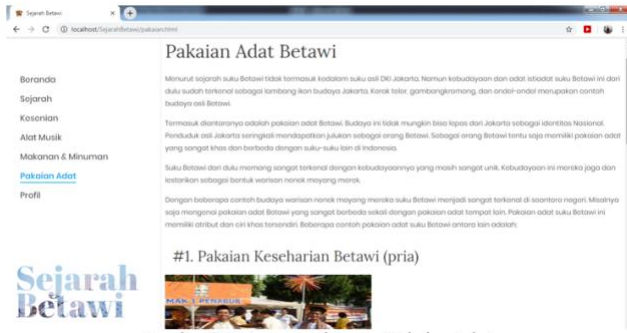 Sejarah Betawi
localhost/SejarahBetawi/pakaian.html
Beranda
Sejarah
Kesenian
Alat Musik
Makanan & Minuman
Pakaian Adat
Profil
Sejarah
Betawi
Pakaian Adat Betawi
Menurut sejarah suku Betawi tidak termasuk kedalam suku asli DKI Jakarta. Namun kebudayaan dan adat istiadat suku Betawi ini dari
dulu sudah terkenal sebagai lambang ikon budaya Jakarta. Kerak telor, gambangkromong, dan ondel-ondel merupakan contoh
budaya asli Betawi.
Termasuk diantaranya adalah pakaian adat Betawi. Budaya ini tidak mungkin bisa lepas dari Jakarta sebagai identitas Nasional.
Penduduk asli Jakarta seringkali mendapatkan julukan sebagai orang Betawi. Sebagai orang Betawi tentu saja memiliki pakaian adat
yang sangat khas dan berbeda dengan suku-suku lain di Indonesia.
Suku Betawi dari dulu memang sangat terkenal dengan kebudayaannya yang masih sangat unik. Kebudayaan ini mereka jaga dan
lestarikan sebagai bentuk warisan nenek moyang merek.
Dengan beberapa contoh budaya warisan nenek moyang mereka suku Betawi menjadi sangat terkenal di seantero negeri. Misalnya
saja mengenai pakaian adat Betawi yang sangat berbeda sekali dengan pakaian adat tempat lain. Pakaian adat suku Betawi ini
memiliki atribut dan ciri khas tersendiri. Beberapa contoh pakaian adat suku Betawi antara lain adalah:
#1. Pakaian Keseharian Betawi (pria)
MAK 1 PENABUR